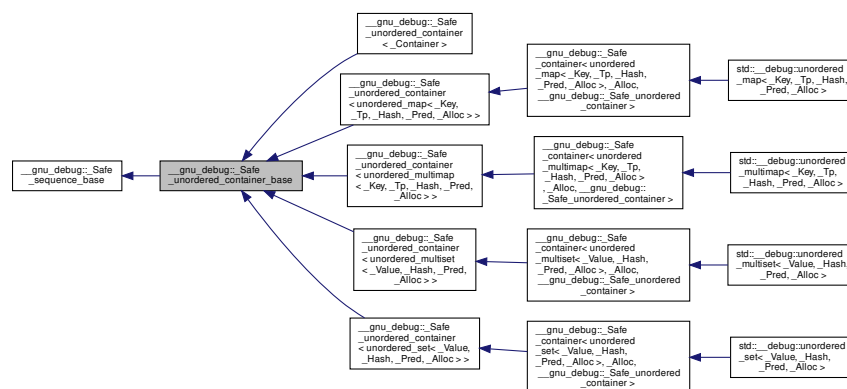 __gnu_debug::_Safe
_sequence_base
__gnu_debug::_Safe
_unordered_container_base
__gnu_debug::_Safe
_unordered_container
< _Container >
__gnu_debug::_Safe
_unordered_container
< unordered_map< _Key,
_Tp, _Hash, _Pred, _Alloc > >
__gnu_debug::_Safe
_unordered_container
< unordered_multimap
< _Key, _Tp, _Hash, _Pred,
_Alloc > >
__gnu_debug::_Safe
_unordered_container
< unordered_multiset
< _Value, _Hash, _Pred,
_Alloc > >
__gnu_debug::_Safe
_unordered_container
< unordered_set< _Value,
_Hash, _Pred, _Alloc > >
__gnu_debug::_Safe
_container< unordered
_map< _Key, _Tp, _Hash,
_Pred, _Alloc >, _Alloc,
__gnu_debug::_Safe_unordered
_container >
__gnu_debug::_Safe
_container< unordered
_multimap< _Key, _Tp,
_Hash, _Pred, _Alloc >
, _Alloc, __gnu_debug::
_Safe_unordered_container >
__gnu_debug::_Safe
_container< unordered
_multiset< _Value, _Hash,
_Pred, _Alloc >, _Alloc,
__gnu_debug::_Safe_unordered
_container >
__gnu_debug::_Safe
_container< unordered
_set< _Value, _Hash,
_Pred, _Alloc >, _Alloc,
__gnu_debug::_Safe_unordered
_container >
std::__debug::unordered
_map< _Key, _Tp, _Hash,
_Pred, _Alloc >
std::__debug::unordered
_multimap< _Key, _Tp,
_Hash, _Pred, _Alloc >
std::__debug::unordered
_multiset< _Value, _Hash,
_Pred, _Alloc >
std::__debug::unordered
_set< _Value, _Hash,
_Pred, _Alloc >